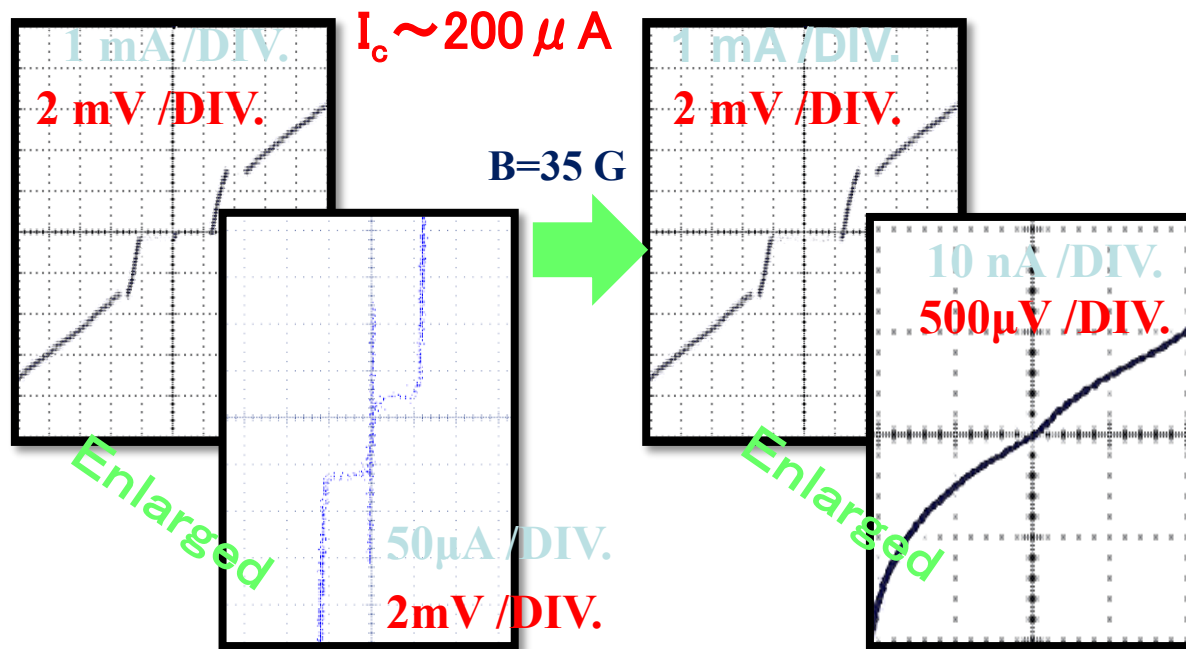 1 mA /DIV.
2 mV /DIV.
Ic～200 μ A
B=35 G
1 mA /DIV.
2 mV /DIV.
Enlarged
50μA /DIV.
2mV /DIV.
Enlarged
10 nA /DIV.
500μV /DIV.